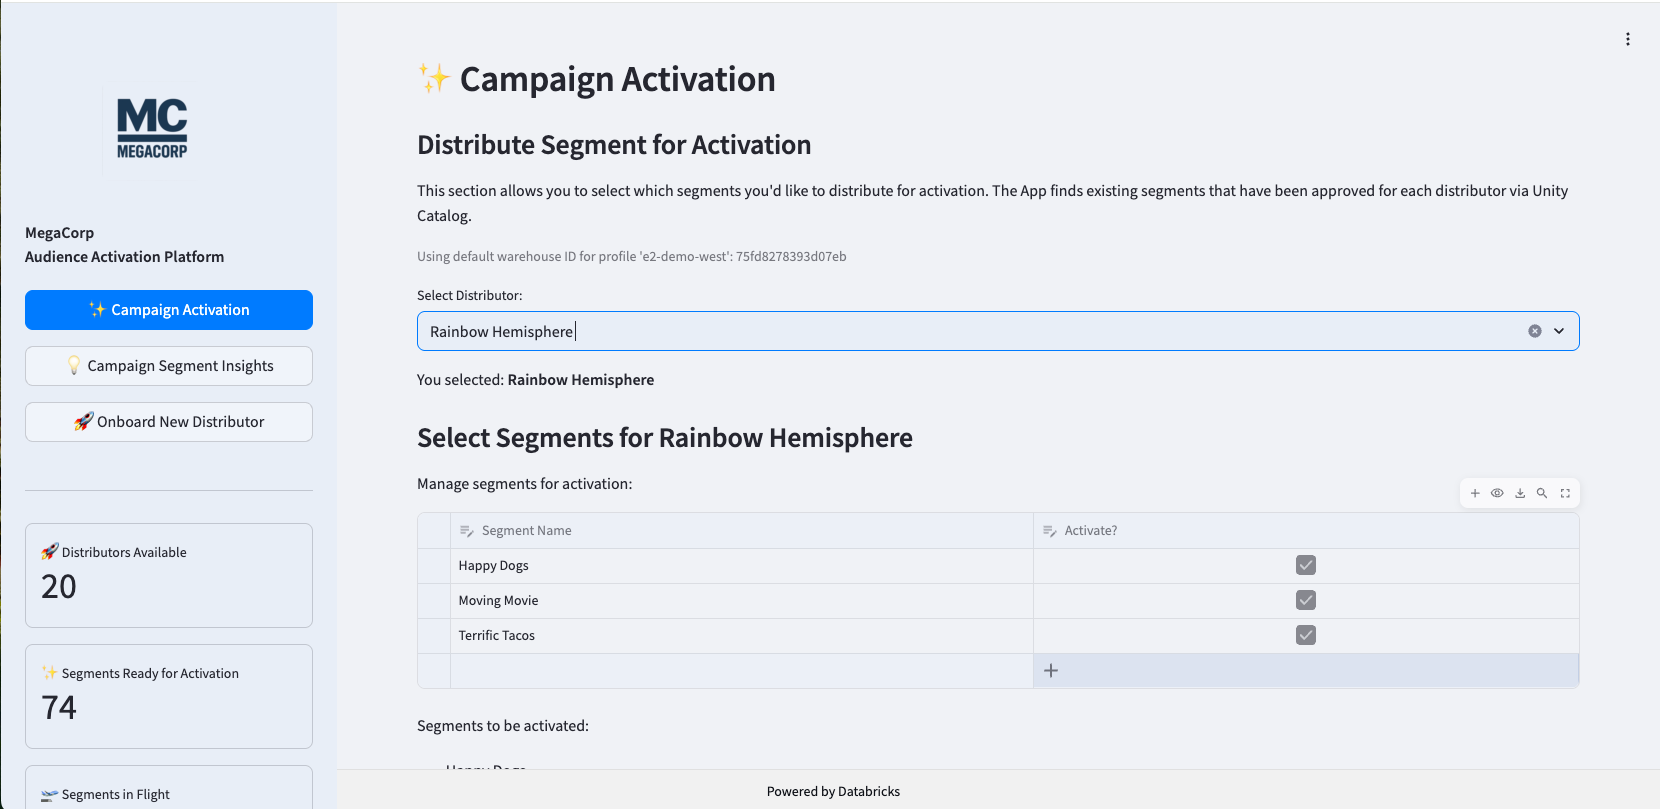 MC
MEGACORP
MegaCorp
Audience Activation Platform
✨ Campaign Activation
💡 Campaign Segment Insights
🚀 Onboard New Distributor
🚀 Distributors Available
20
✨ Segments Ready for Activation
74
🛫 Segments in Flight
✨ Campaign Activation
Distribute Segment for Activation
This section allows you to select which segments you'd like to distribute for activation. The App finds existing segments that have been approved for each distributor via Unity
Catalog.
Using default warehouse ID for profile 'e2-demo-west': 75fd8278393d07eb
Select Distributor:
Rainbow Hemisphere
You selected: Rainbow Hemisphere
Select Segments for Rainbow Hemisphere
Manage segments for activation:
Segment Name Activate?
Happy Dogs
Moving Movie
Terrific Tacos
Segments to be activated:
Happy Dogs
Powered by Databricks